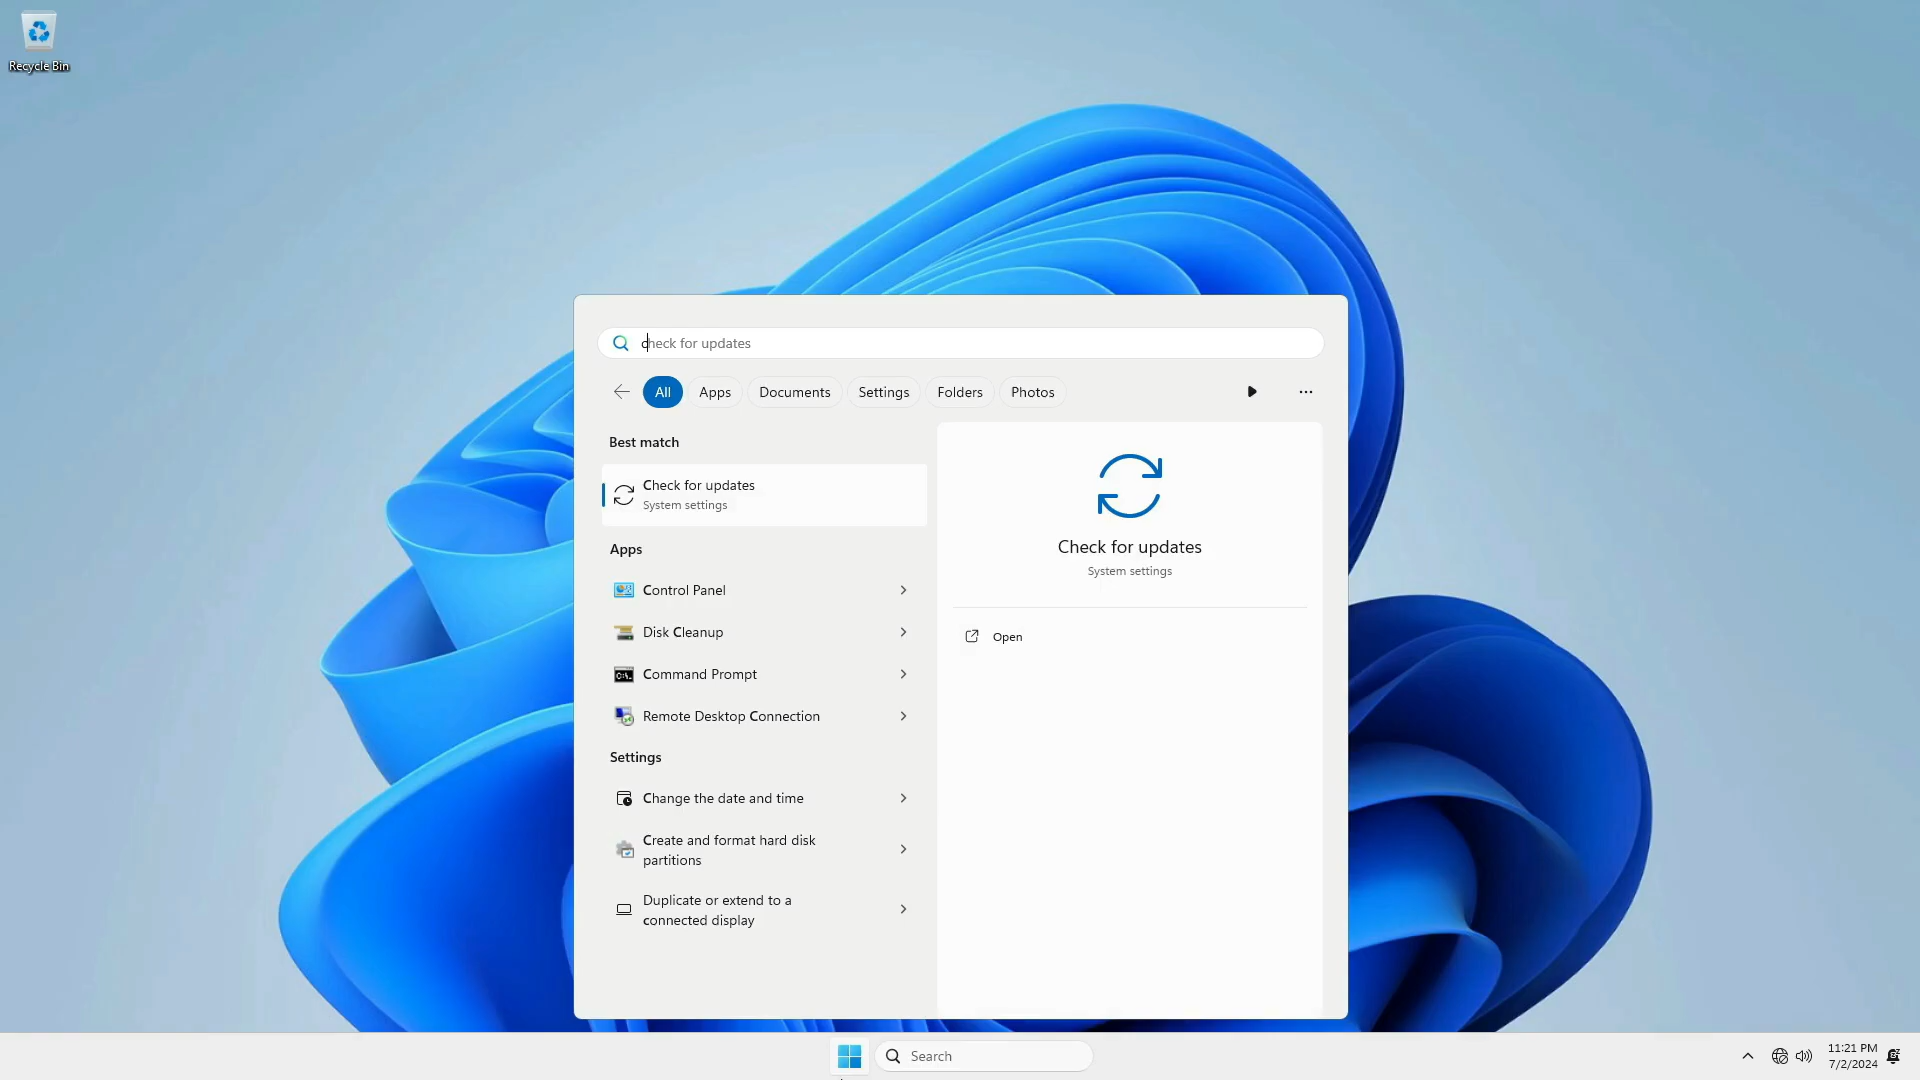 Recycle Bin
check for updates
All Apps Documents Settings Folders Photos
Best match
Check for updates
System settings
Apps
Control Panel
Disk Cleanup
Command Prompt
Remote Desktop Connection
Settings
Change the date and time
Create and format hard disk
partitions
Duplicate or extend to a
connected display
Check for updates
System settings
Open
Search
11:21 PM
7/2/2024